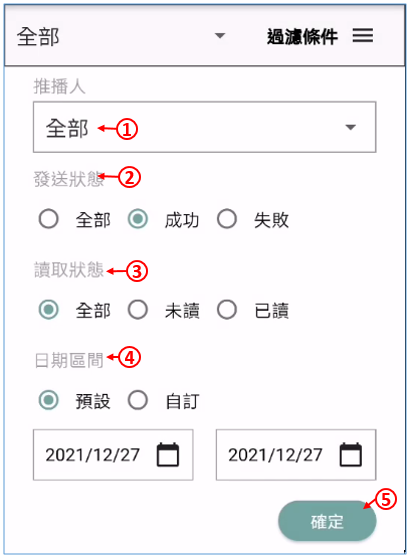 全部 過濾條件
推播人
全部 ①
發送狀態 ②
全部 成功 失敗
讀取狀態 ③
全部 未讀 已讀
日期區間 ④
預設 自訂
2021/12/27 2021/12/27
⑤
確定